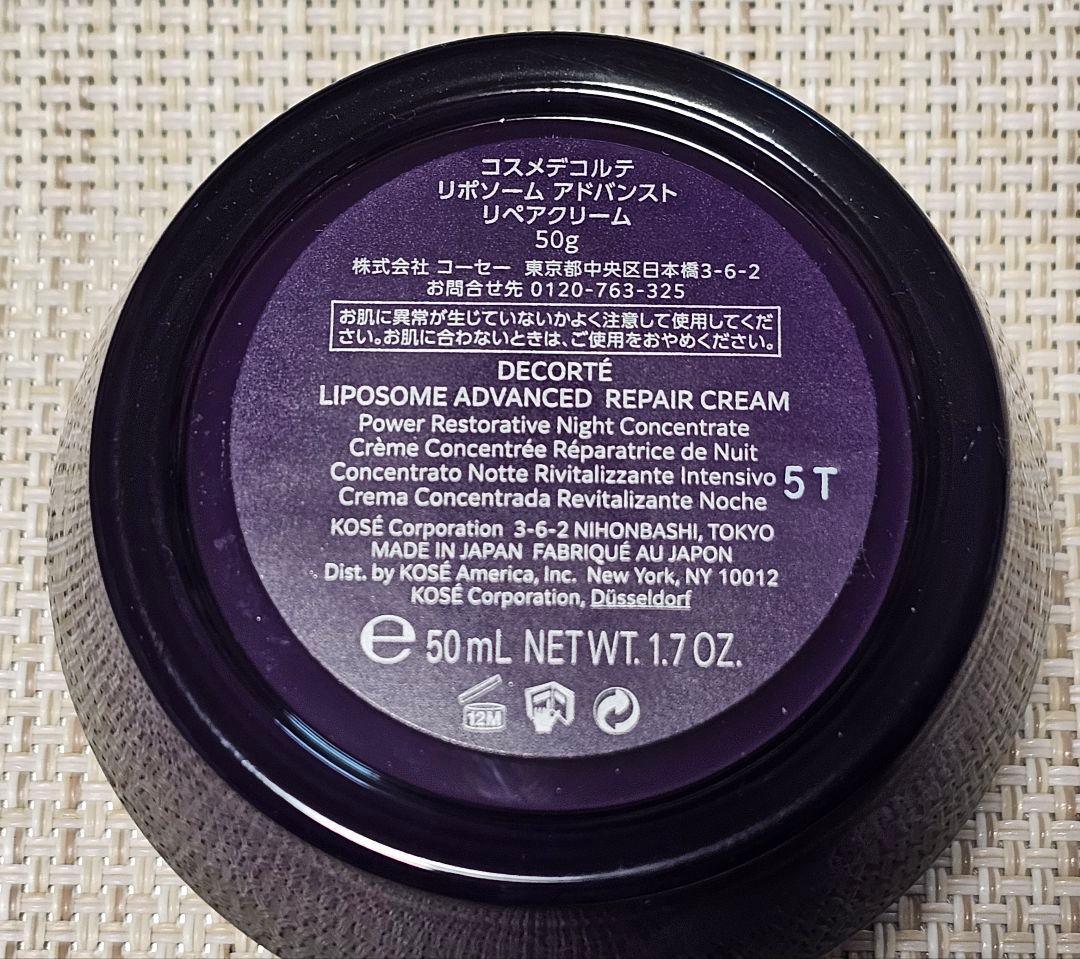 コスメデコルテ
リポソーム アドバンスト
リペアクリーム
50g
株式会社 コーセー 東京都中央区日本橋3-6-2
お問合せ先 0120-763-325
お肌に異常が生じていないかよく注意して使用してくだ
さい。お肌に合わないときは、ご使用をおやめください。
DECORTÉ
LIPOSOME ADVANCED REPAIR CREAM
Power Restorative Night Concentrate
Crème Concentrée Réparatrice de Nuit
Concentrato Notte Rivitalizzante Intensivo
5T
Crema Concentrada Revitalizante Noche
KOSÉ Corporation 3-6-2 NIHONBASHI, TOKYO
MADE IN JAPAN FABRIQUÉ AU JAPON
Dist. by KOSÉ America, Inc. New York, NY 10012
KOSÉ Corporation, Düsseldorf
e 50mL NET WT. 1.7 OZ.
12M